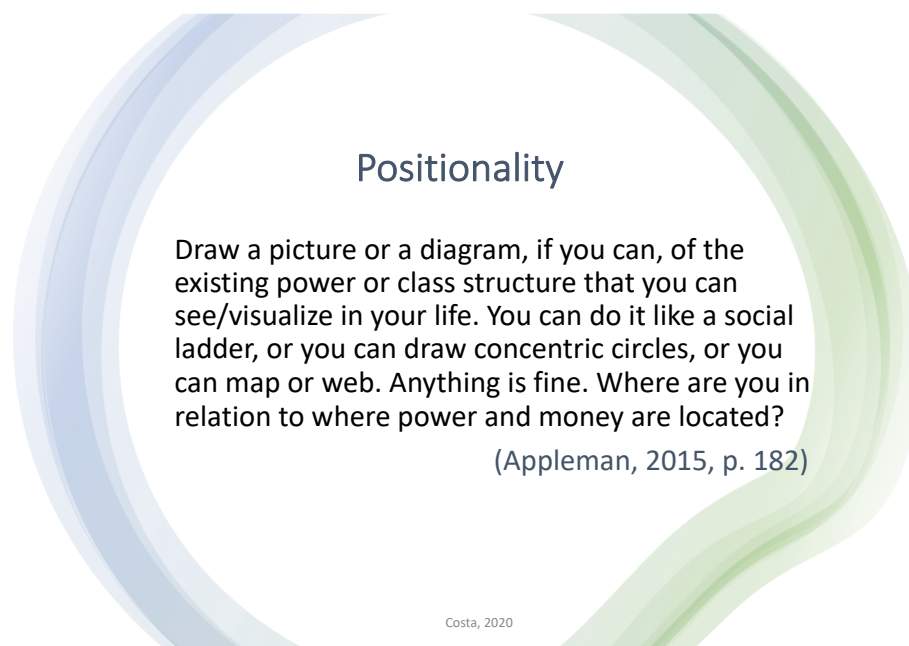 Positionality
Draw a picture or a diagram, if you can, of the
existing power or class structure that you can
see/visualize in your life. You can do it like a social
ladder, or you can draw concentric circles, or you
can map or web. Anything is fine. Where are you in
relation to where power and money are located?
(Appleman, 2015, p. 182)
Costa, 2020